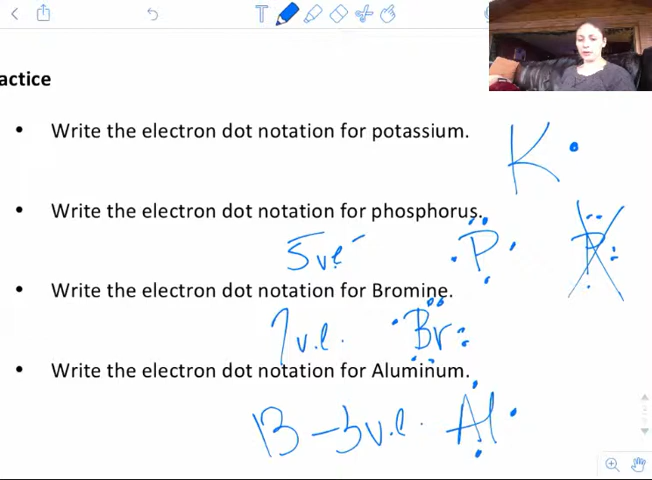 actice
• Write the electron dot notation for potassium.
K
• Write the electron dot notation for phosphorus.
5 ve⁻ P P
• Write the electron dot notation for Bromine.
7 v.e. Br
• Write the electron dot notation for Aluminum.
13 – 3 v.e. Al